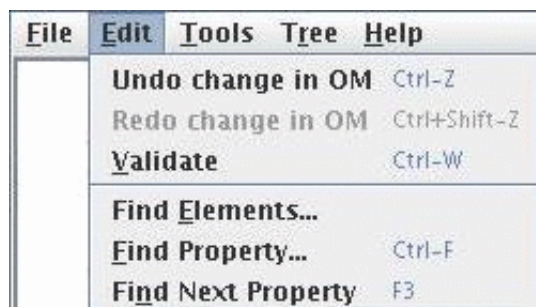 File Edit Tools Tree Help
Undo change in OM Ctrl-Z
Redo change in OM Ctrl+Shift-Z
Validate Ctrl-W
Find Elements...
Find Property... Ctrl-F
Find Next Property F3